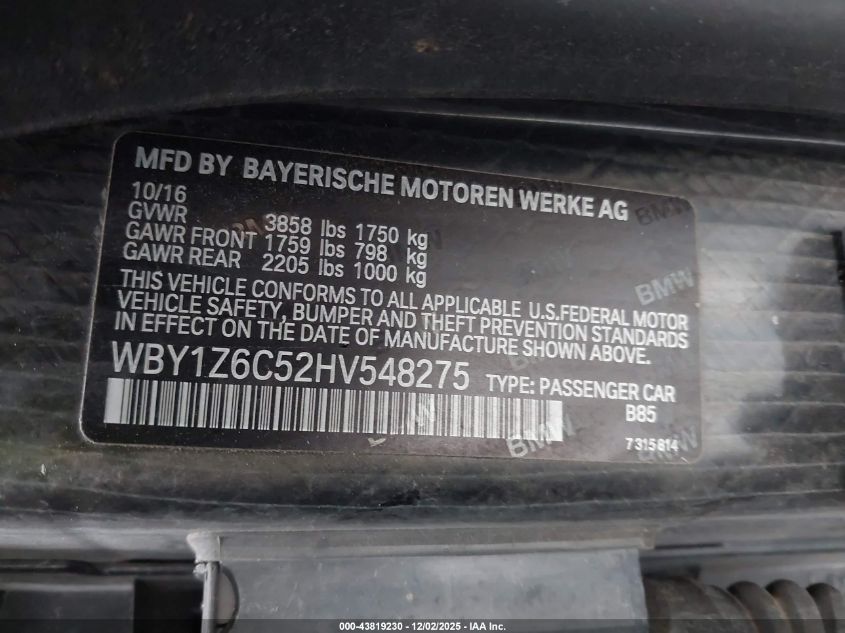 MFD BY BAYERISCHE MOTOREN WERKE AG
10/16
GVWR 3858 lbs 1750 kg
GAWR FRONT 1759 lbs 798 kg
GAWR REAR 2205 lbs 1000 kg
THIS VEHICLE CONFORMS TO ALL APPLICABLE U.S.FEDERAL MOTOR
VEHICLE SAFETY, BUMPER AND THEFT PREVENTION STANDARDS
IN EFFECT ON THE DATE OF MANUFACTURE SHOWN ABOVE.
WBY1Z6C52HV548275 TYPE: PASSENGER CAR
B85
7315814
BMW
BMW
BMW
000-43819230 - 12/02/2025 - IAA Inc.